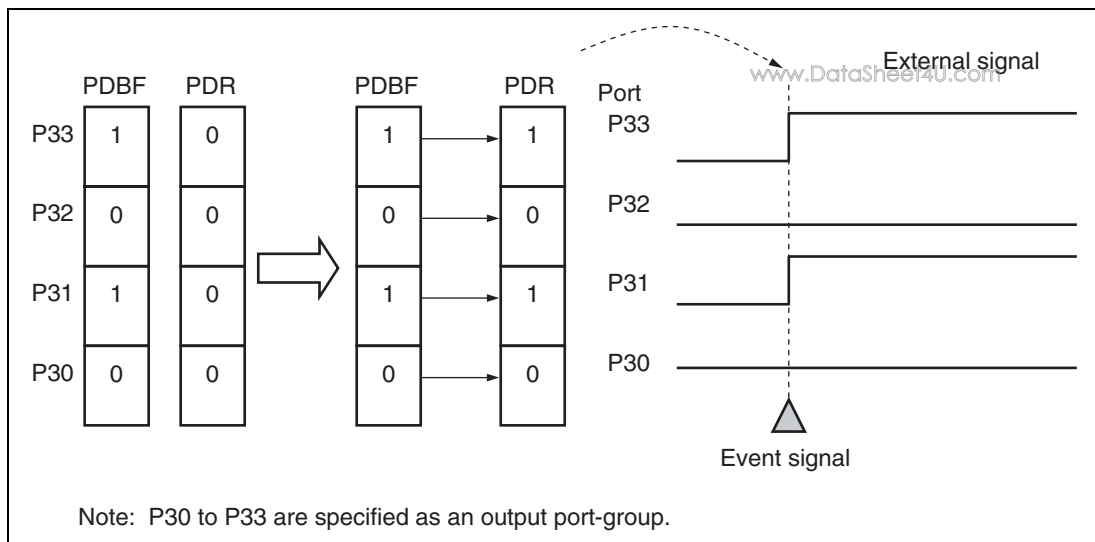 External signal
www.DataSheet4U.com
PDBF PDR PDBF PDR Port
P33 1 0 1 1 P33
P32 0 0 0 0 P32
P31 1 0 1 1 P31
P30 0 0 0 0 P30
Event signal
Note: P30 to P33 are specified as an output port-group.